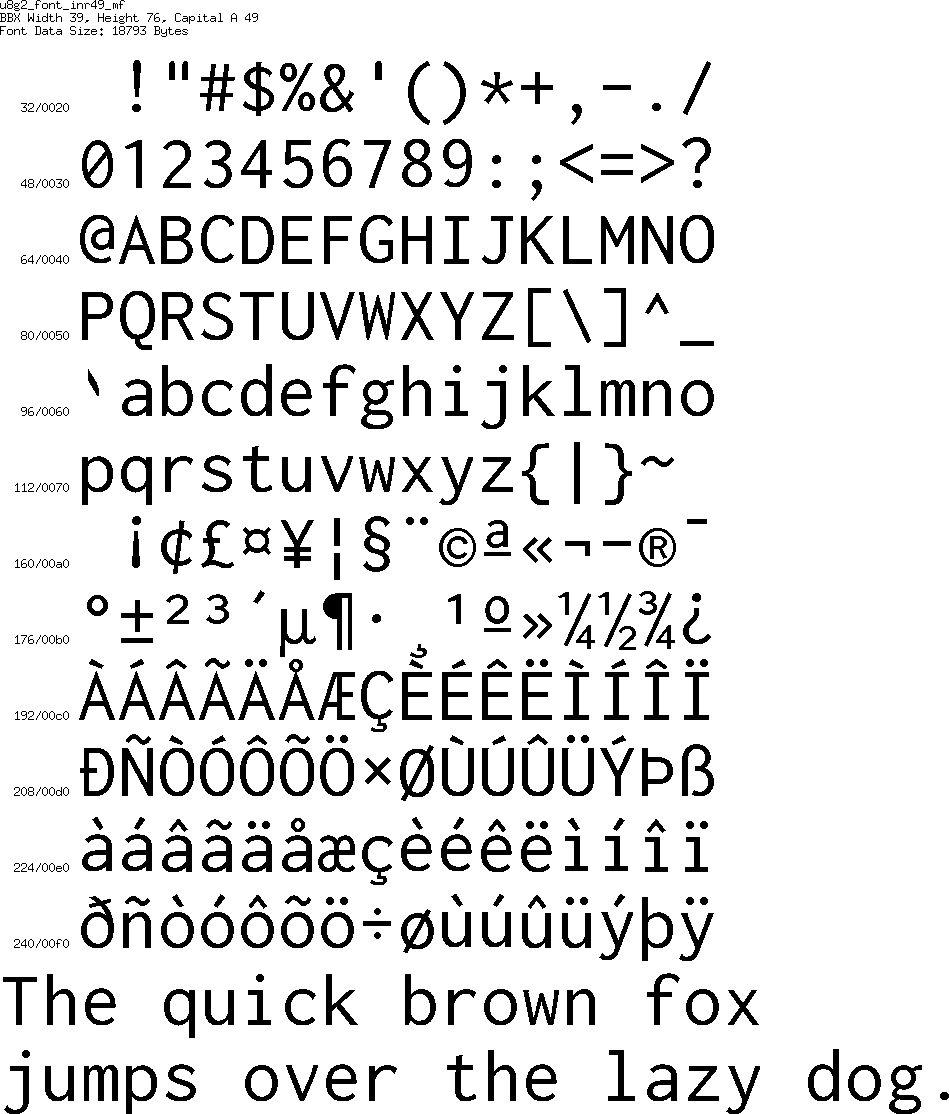 u8g2_font_inr49_mf
BBX Width 39, Height 76, Capital A 49
Font Data Size: 18793 Bytes
32/0020 !"#$%&'()*+,-./
48/0030 0123456789:;<=>?
64/0040 @ABCDEFGHIJKLMNO
80/0050 PQRSTUVWXYZ[\]^_
96/0060 `abcdefghijklmno
112/0070 pqrstuvwxyz{|}~
160/00a0 ¡¢£¤¥¦§¨©ª«¬-®¯
176/00b0 °±²³´µ¶·¸¹º»¼½¾¿
192/00c0 ÀÁÂÃÄÅÆÇÈÉÊËÌÍÎÏ
208/00d0 ÐÑÒÓÔÕÖ×ØÙÚÛÜÝÞß
224/00e0 àáâãäåæçèéêëìíîï
240/00f0 ðñòóôõö÷øùúûüýþÿ
The quick brown fox
jumps over the lazy dog.